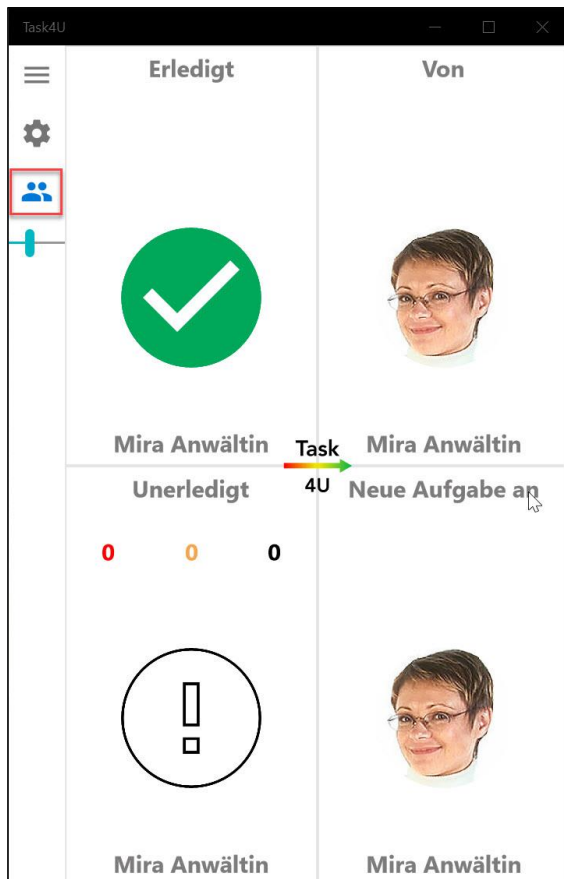 Task4U
Erledigt
Von
Mira Anwältin
Mira Anwältin
Task
4U
Unerledigt
Neue Aufgabe an
0 0 0
Mira Anwältin
Mira Anwältin